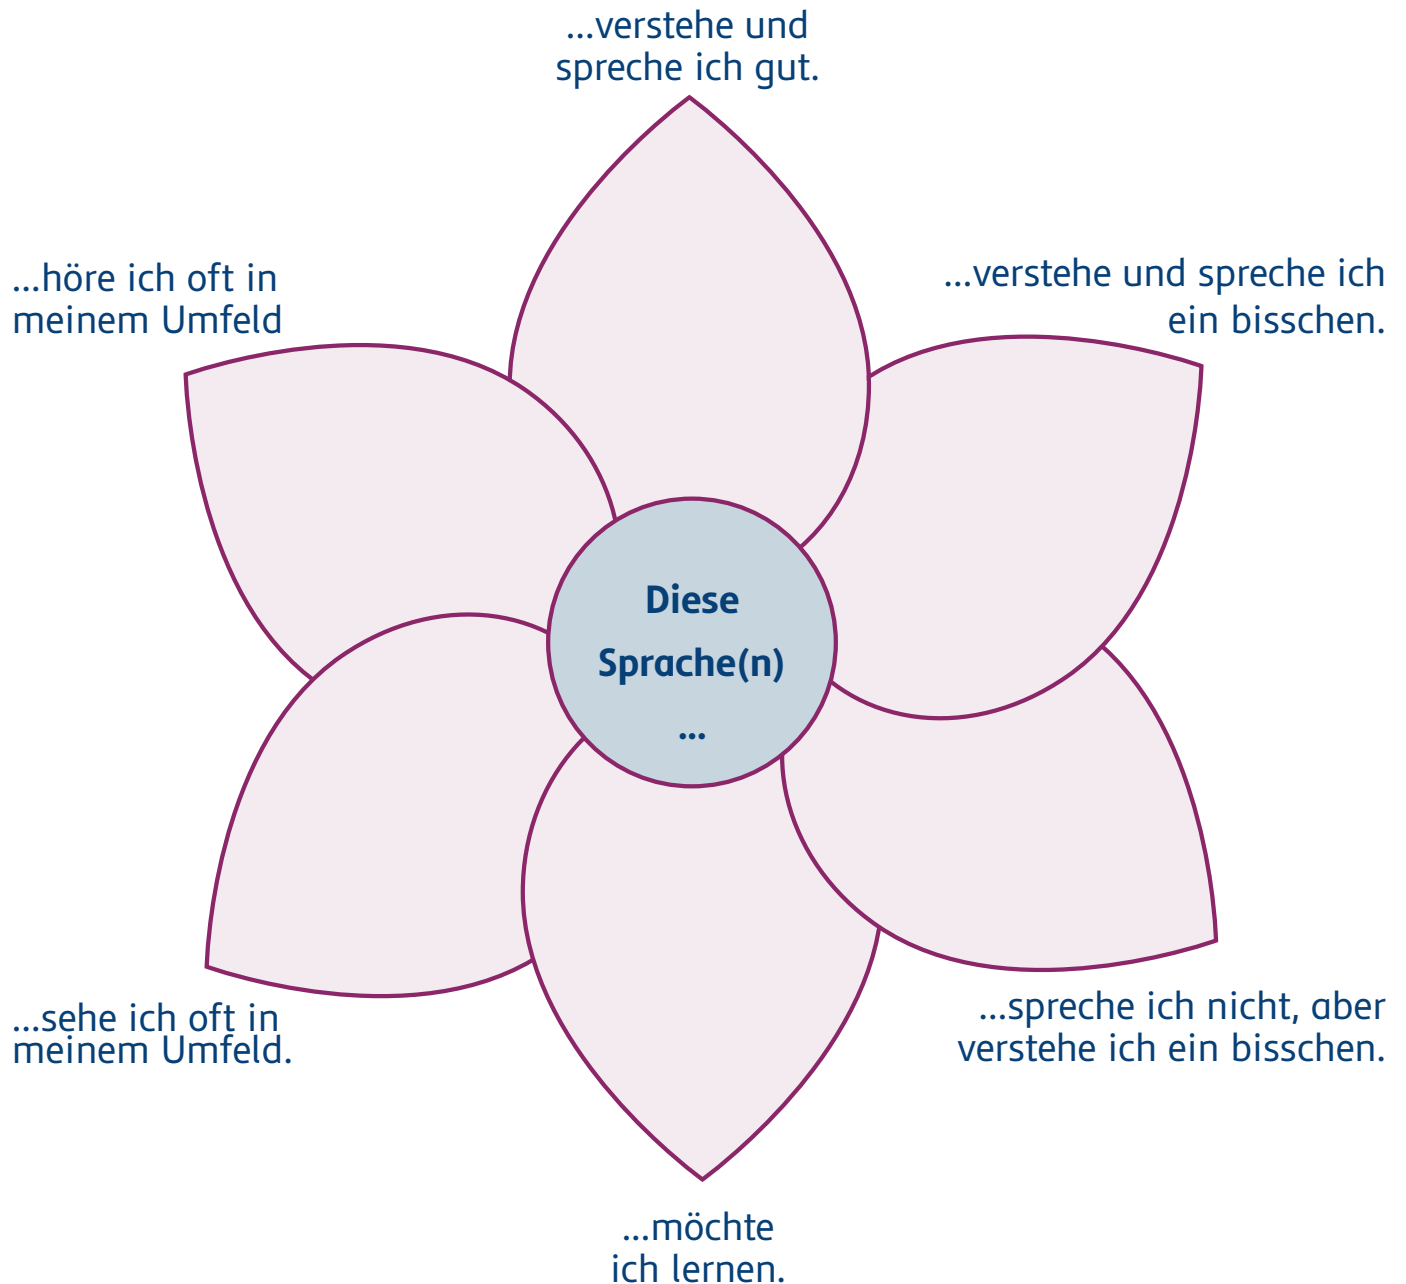 ...verstehe und
spreche ich gut.
...höre ich oft in
meinem Umfeld
...verstehe und spreche ich
ein bisschen.
Diese
Sprache(n)
...
...sehe ich oft in
meinem Umfeld.
...spreche ich nicht, aber
verstehe ich ein bisschen.
...möchte
ich lernen.